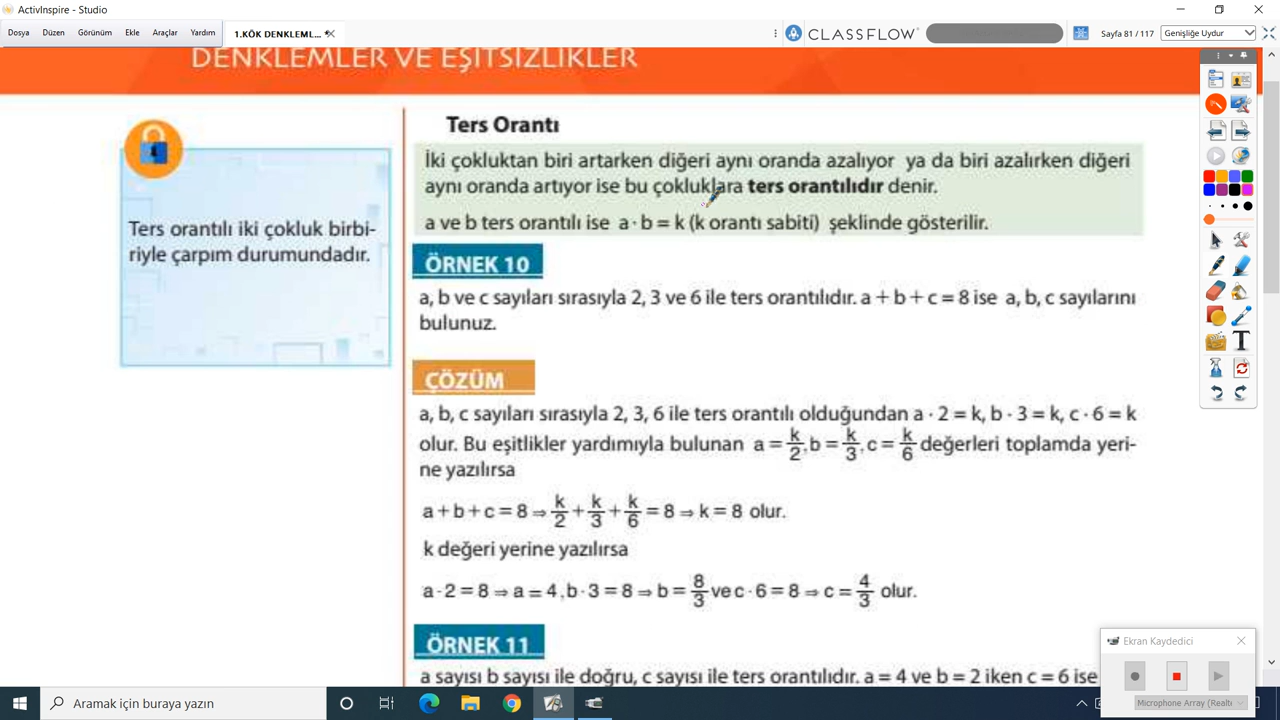 ActivInspire - Studio
Dosya Düzen Görünüm Ekle Araçlar Yardım
1.KÖK DENKLEML...
CLASSFLOW
Sayfa 81 / 117
Genişliğe Uydur
DENKLEMLER VE EŞİTSİZLİKLER
Ters orantılı iki çokluk birbi-
riyle çarpım durumundadır.
Ters Orantı
İki çokluktan biri artarken diğeri aynı oranda azalıyor ya da biri azalırken diğeri
aynı oranda artıyor ise bu çokluklara ters orantılıdır denir.
a ve b ters orantılı ise a · b = k (k orantı sabiti) şeklinde gösterilir.
ÖRNEK 10
a, b ve c sayıları sırasıyla 2, 3 ve 6 ile ters orantılıdır. a + b + c = 8 ise a, b, c sayılarını
bulunuz.
ÇÖZÜM
a, b, c sayıları sırasıyla 2, 3, 6 ile ters orantılı olduğundan a · 2 = k, b · 3 = k, c · 6 = k
olur. Bu eşitlikler yardımıyla bulunan a = k/2, b = k/3, c = k/6 değerleri toplamda yeri-
ne yazılırsa
a + b + c = 8 ⇒ k/2 + k/3 + k/6 = 8 ⇒ k = 8 olur.
k değeri yerine yazılırsa
a · 2 = 8 ⇒ a = 4, b · 3 = 8 ⇒ b = 8/3 ve c · 6 = 8 ⇒ c = 4/3 olur.
ÖRNEK 11
a sayısı b sayısı ile doğru, c sayısı ile ters orantılıdır. a = 4 ve b = 2 iken c = 6 ise
Ekran Kaydedici
Microphone Array (Realt
Aramak için buraya yazın